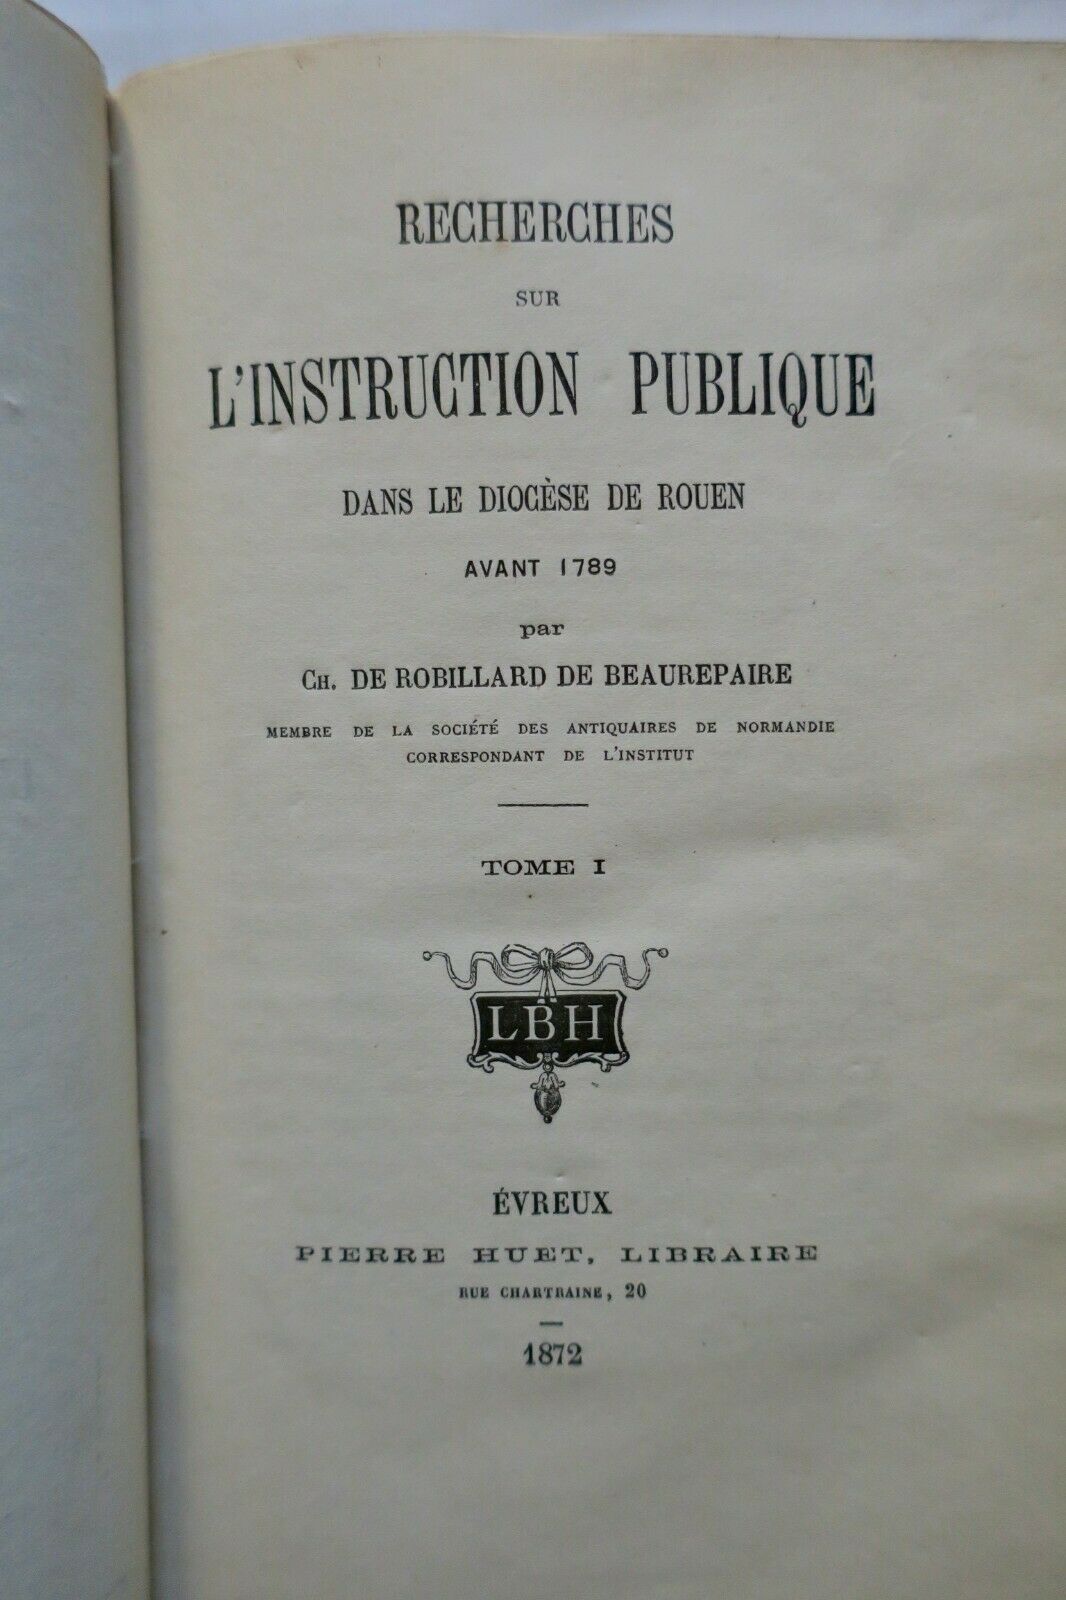 RECHERCHES
SUR
L'INSTRUCTION PUBLIQUE
DANS LE DIOCÈSE DE ROUEN
AVANT 1789
par
CH. DE ROBILLARD DE BEAUREPAIRE
MEMBRE DE LA SOCIÉTÉ DES ANTIQUAIRES DE NORMANDIE
CORRESPONDANT DE L'INSTITUT
TOME I
LBH
ÉVREUX
PIERRE HUET, LIBRAIRE
RUE CHARTRAINE, 20
1872